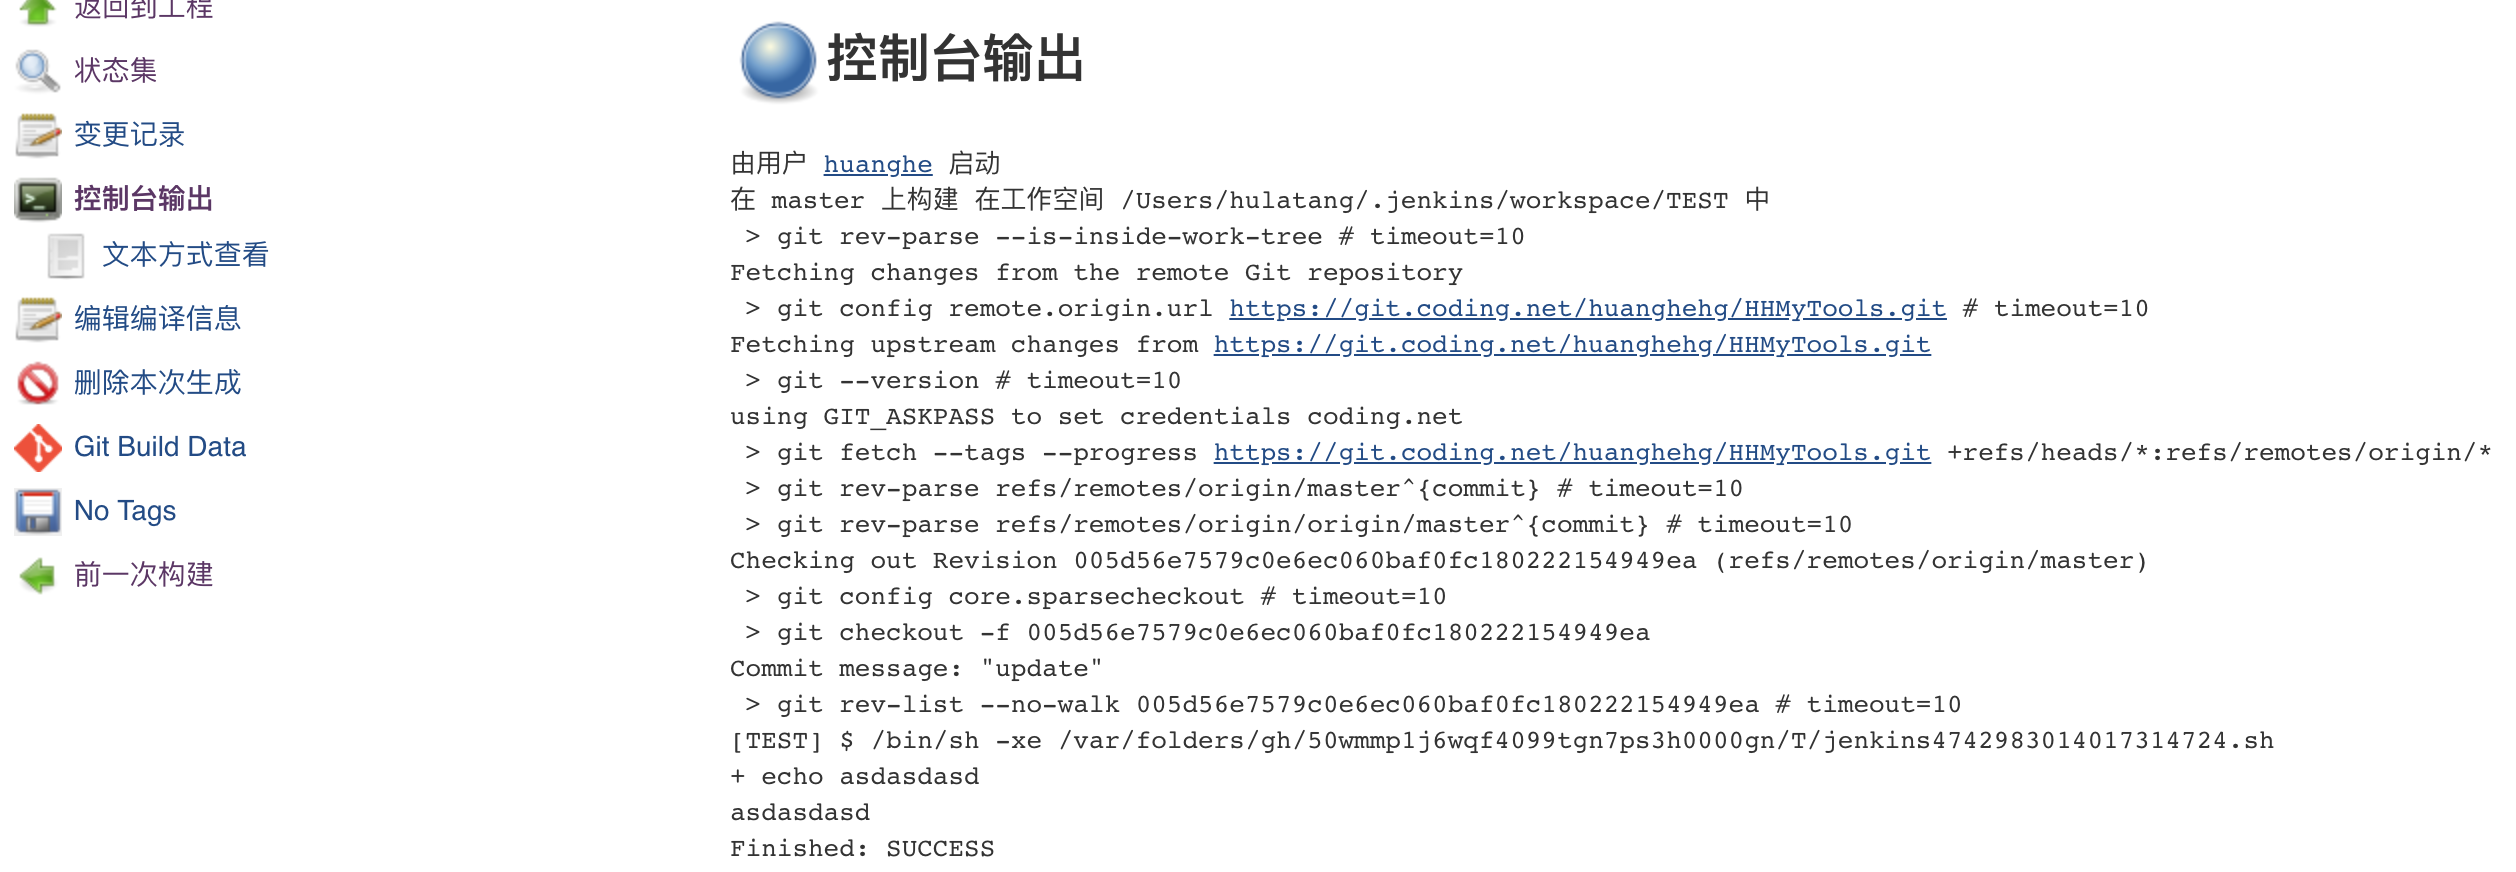 返回到工程
状态集
变更记录
控制台输出
文本方式查看
编辑编译信息
删除本次生成
Git Build Data
No Tags
前一次构建
控制台输出
由用户 huanghe 启动
在 master 上构建 在工作空间 /Users/hulatang/.jenkins/workspace/TEST 中
 > git rev-parse --is-inside-work-tree # timeout=10
Fetching changes from the remote Git repository
 > git config remote.origin.url https://git.coding.net/huanghehg/HHMyTools.git # timeout=10
Fetching upstream changes from https://git.coding.net/huanghehg/HHMyTools.git
 > git --version # timeout=10
using GIT_ASKPASS to set credentials coding.net
 > git fetch --tags --progress https://git.coding.net/huanghehg/HHMyTools.git +refs/heads/*:refs/remotes/origin/*
 > git rev-parse refs/remotes/origin/master^{commit} # timeout=10
 > git rev-parse refs/remotes/origin/origin/master^{commit} # timeout=10
Checking out Revision 005d56e7579c0e6ec060baf0fc180222154949ea (refs/remotes/origin/master)
 > git config core.sparsecheckout # timeout=10
 > git checkout -f 005d56e7579c0e6ec060baf0fc180222154949ea
Commit message: "update"
 > git rev-list --no-walk 005d56e7579c0e6ec060baf0fc180222154949ea # timeout=10
[TEST] $ /bin/sh -xe /var/folders/gh/50wmmp1j6wqf4099tgn7ps3h0000gn/T/jenkins4742983014017314724.sh
+ echo asdasdasd
asdasdasd
Finished: SUCCESS